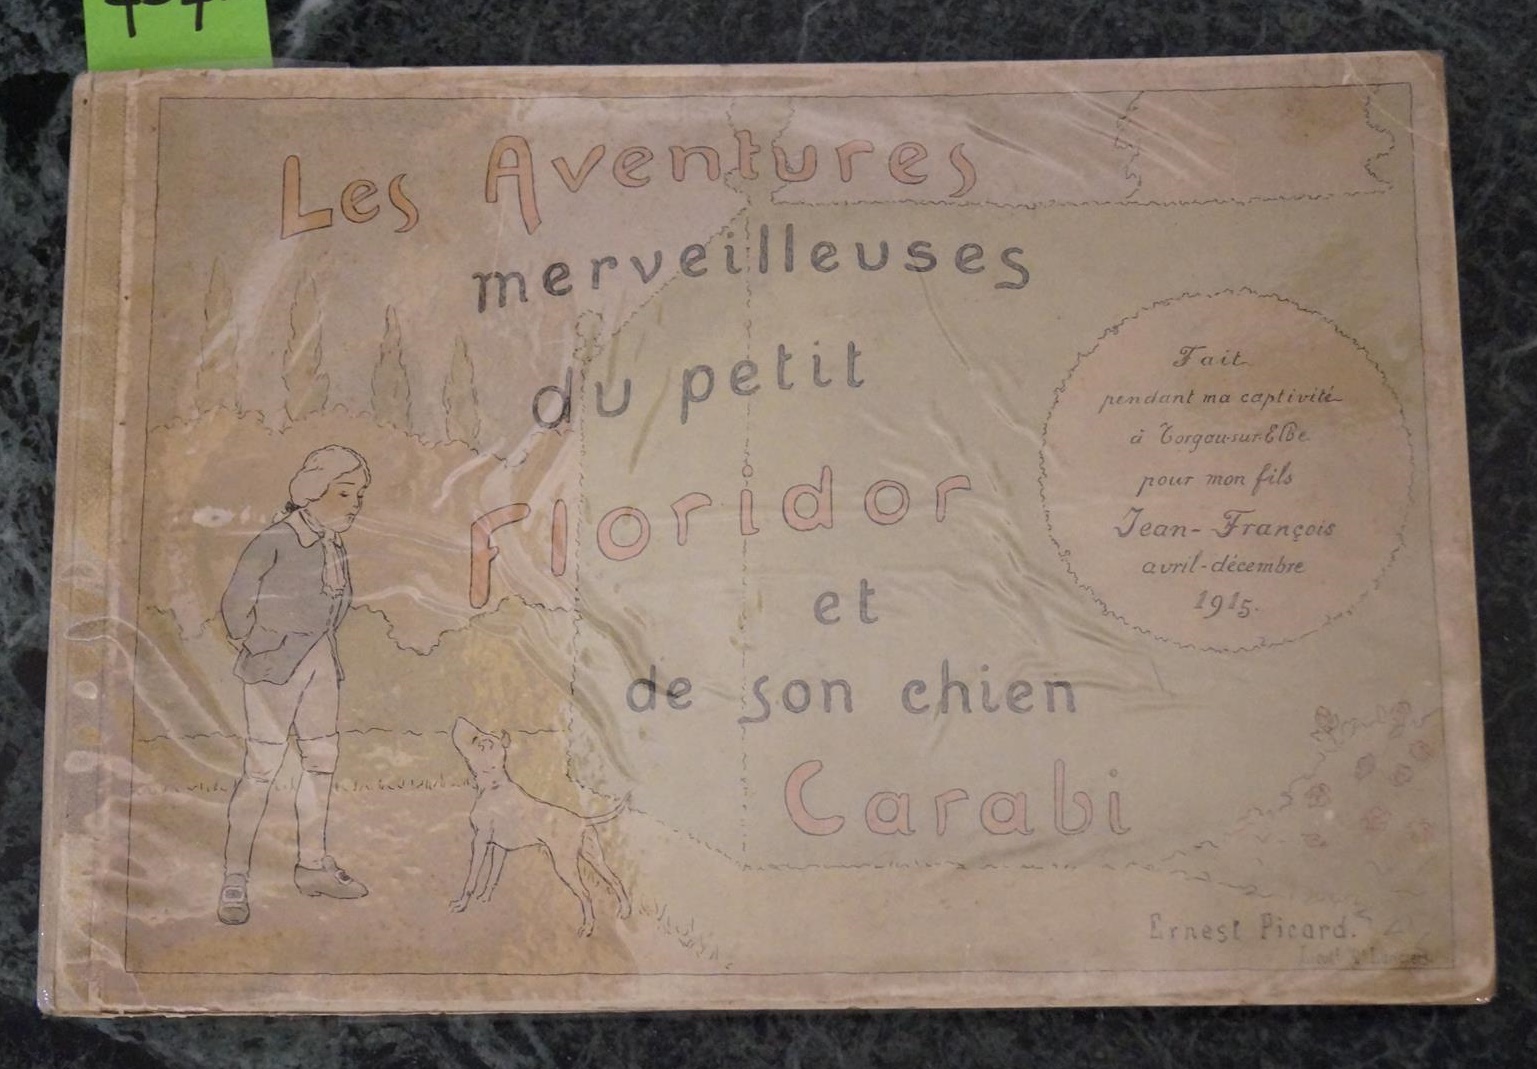 Les Aventures
merveilleuses
du petit
Floridor
et
de son chien
Carabi
Fait
pendant ma captivité
à Torgau-sur-Elbe
pour mon fils
Jean-François
avril-décembre
1915.
Ernest Picard.